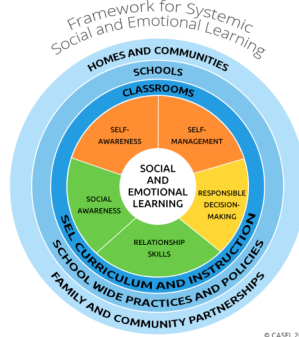 Framework for Systemic
Social and Emotional Learning
HOMES AND COMMUNITIES
SCHOOLS
CLASSROOMS
SELF-
AWARENESS
SELF-
MANAGEMENT
SOCIAL
AND
EMOTIONAL
LEARNING
SOCIAL
AWARENESS
RESPONSIBLE
DECISION-
MAKING
RELATIONSHIP
SKILLS
SEL CURRICULUM AND INSTRUCTION
SCHOOL WIDE PRACTICES AND POLICIES
FAMILY AND COMMUNITY PARTNERSHIPS
© CASEL